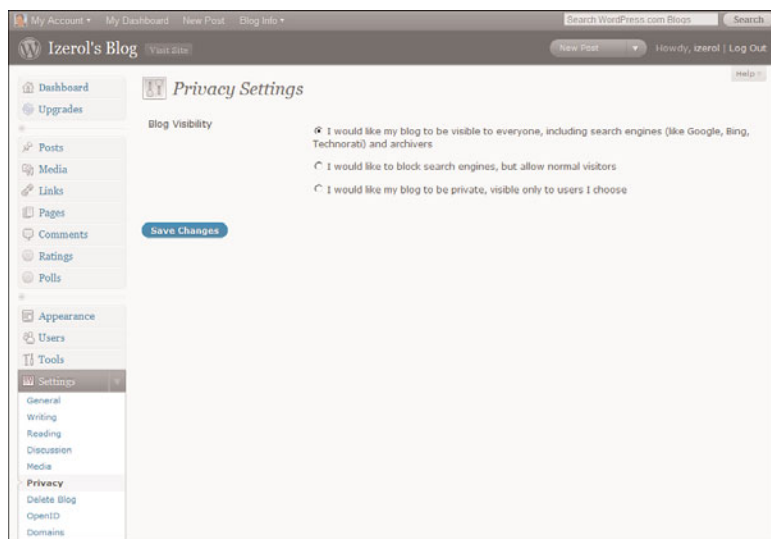 My Account My Dashboard New Post Blog Info Search WordPress.com Blogs Search
Izerol's Blog Visit Site New Post Howdy, izerol | Log Out
Help
Dashboard
Upgrades
Posts
Media
Links
Pages
Comments
Ratings
Polls
Appearance
Users
Tools
Settings
General
Writing
Reading
Discussion
Media
Privacy
Delete Blog
OpenID
Domains
Privacy Settings
Blog Visibility
I would like my blog to be visible to everyone, including search engines (like Google, Bing,
Technorati) and archivers
I would like to block search engines, but allow normal visitors
I would like my blog to be private, visible only to users I choose
Save Changes